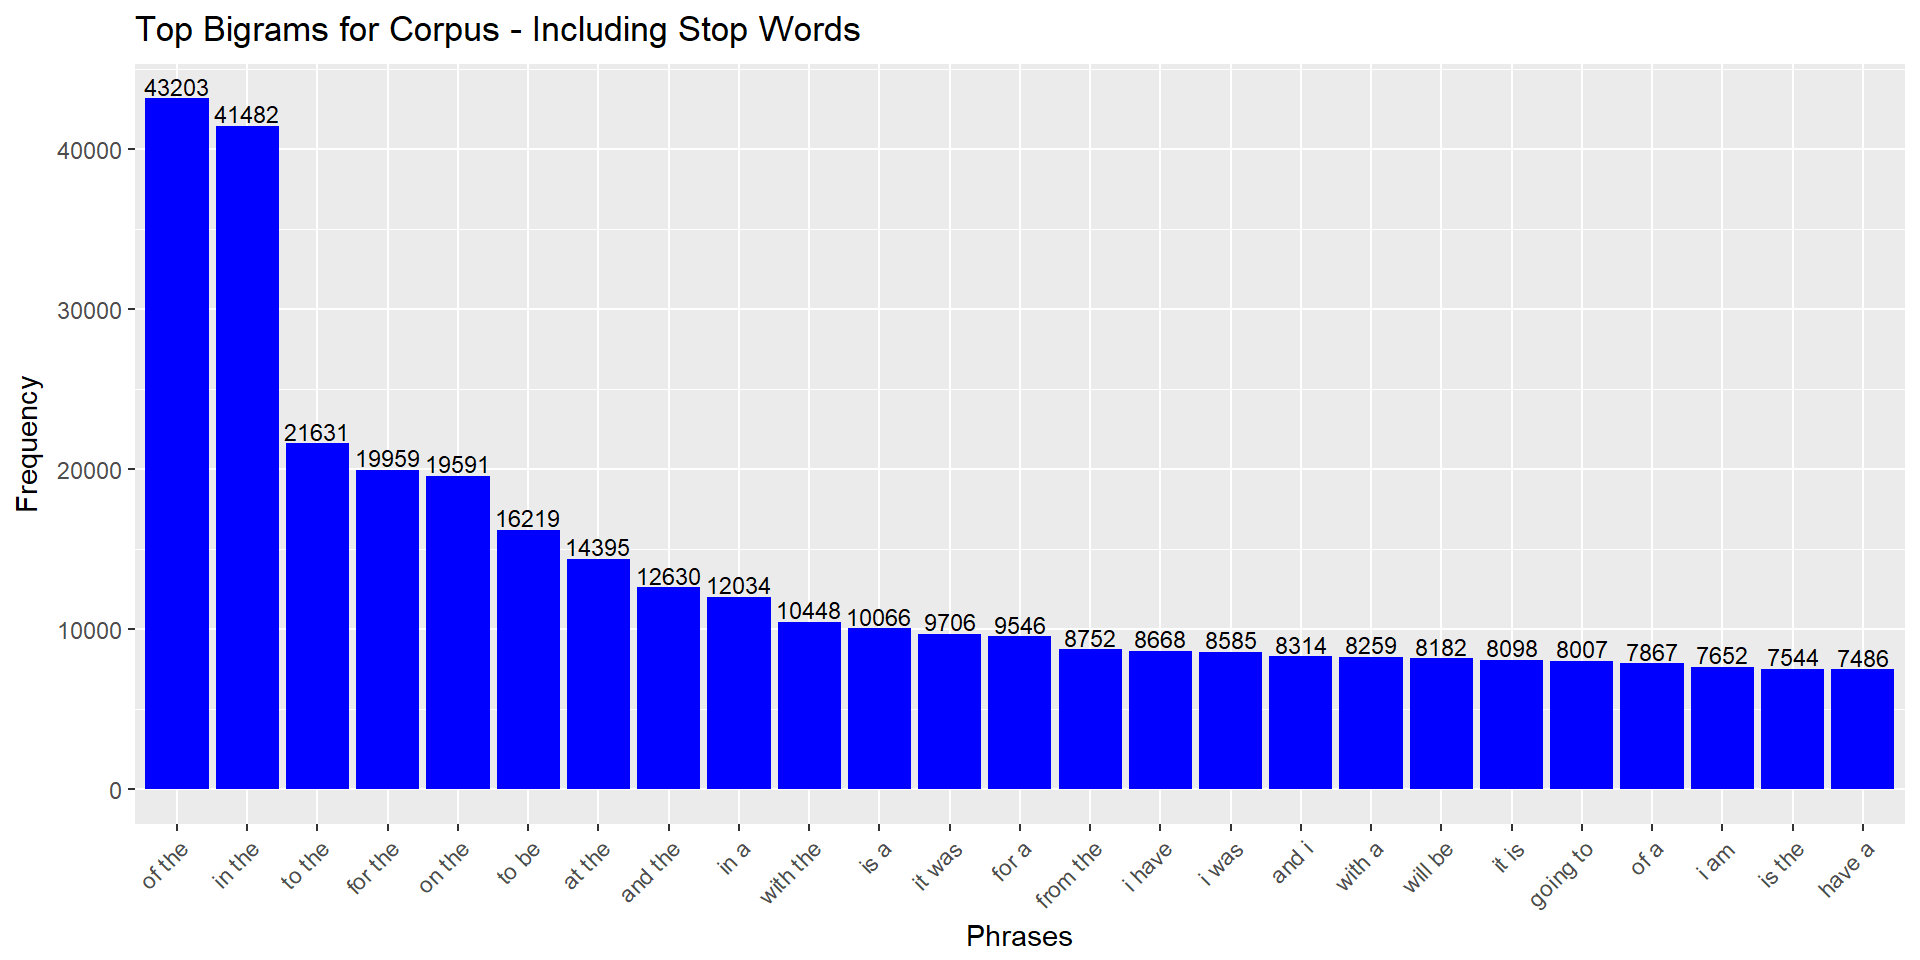 Top Bigrams for Corpus - Including Stop Words
Frequency
40000
30000
20000
10000
0
43203
41482
21631
19959
19591
16219
14395
12630
12034
10448
10066
9706
9546
8752
8668
8585
8314
8259
8182
8098
8007
7867
7652
7544
7486
of the
in the
to the
for the
on the
to be
at the
and the
in a
with the
is a
it was
for a
from the
i have
i was
and i
with a
will be
it is
going to
of a
i am
is the
have a
Phrases